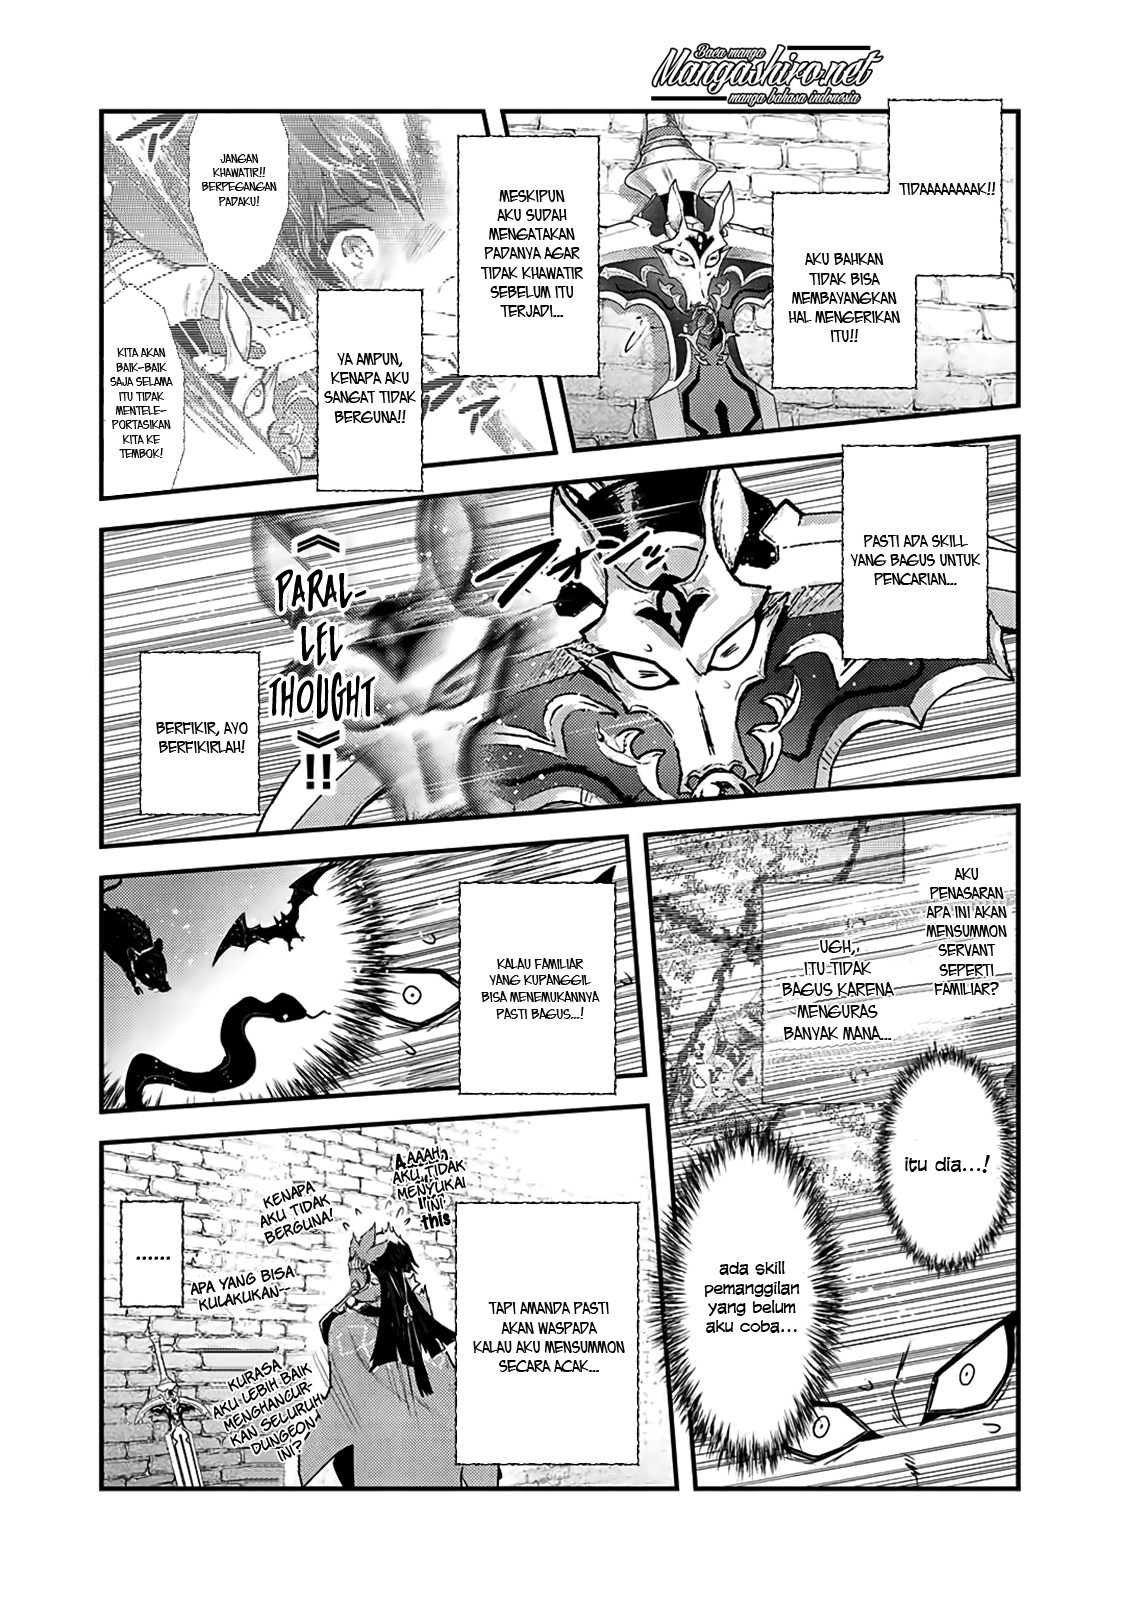 Baca manga
Mangashiro.net
manga bahasa indonesia
TIDAAAAAAAAK!!
AKU BAHKAN
TIDAK BISA
MEMBAYANGKAN
HAL MENGERIKAN
ITU!!
MESKIPUN
AKU SUDAH
MENGATAKAN
PADANYA AGAR
TIDAK KHAWATIR
SEBELUM ITU
TERJADI...
JANGAN
KHAWATIR!!
BERPEGANGAN
PADAKU!
YA AMPUN,
KENAPA AKU
SANGAT TIDAK
BERGUNA!!
KITA AKAN
BAIK-BAIK
SAJA SELAMA
ITU TIDAK
MENTELE-
PORTASIKAN
KITA KE
TEMBOK!
PASTI ADA SKILL
YANG BAGUS UNTUK
PENCARIAN...
《PARAL-
LEL
THOUGHT》
!!
BERFIKIR, AYO
BERFIKIRLAH!
AKU
PENASARAN
APA INI AKAN
MENSUMMON
SERVANT
SEPERTI
FAMILIAR?
UGH,
ITU TIDAK
BAGUS KARENA
MENGURAS
BANYAK MANA...
itu dia...!
ada skill
pemanggilan
yang belum
aku coba...
KALAU FAMILIAR
YANG KUPANGGIL
BISA MENEMUKANNYA
PASTI BAGUS...!
TAPI AMANDA PASTI
AKAN WASPADA
KALAU AKU MENSUMMON
SECARA ACAK...
AAAAH,
AKU TIDAK
MENYUKAI
INI
this
KENAPA
AKU TIDAK
BERGUNA!
APA YANG BISA
KULAKUKAN--
KURASA
AKU LEBIH BAIK
MENGHANCUR-
KAN SELURUH
DUNGEON
INI?
......